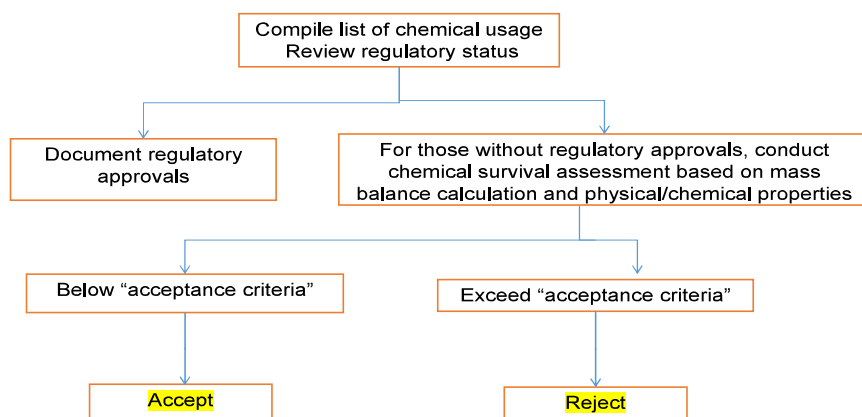 Compile list of chemical usage
Review regulatory status
Document regulatory
approvals
For those without regulatory approvals, conduct
chemical survival assessment based on mass
balance calculation and physical/chemical properties
Below “acceptance criteria”
Exceed “acceptance criteria”
Accept
Reject